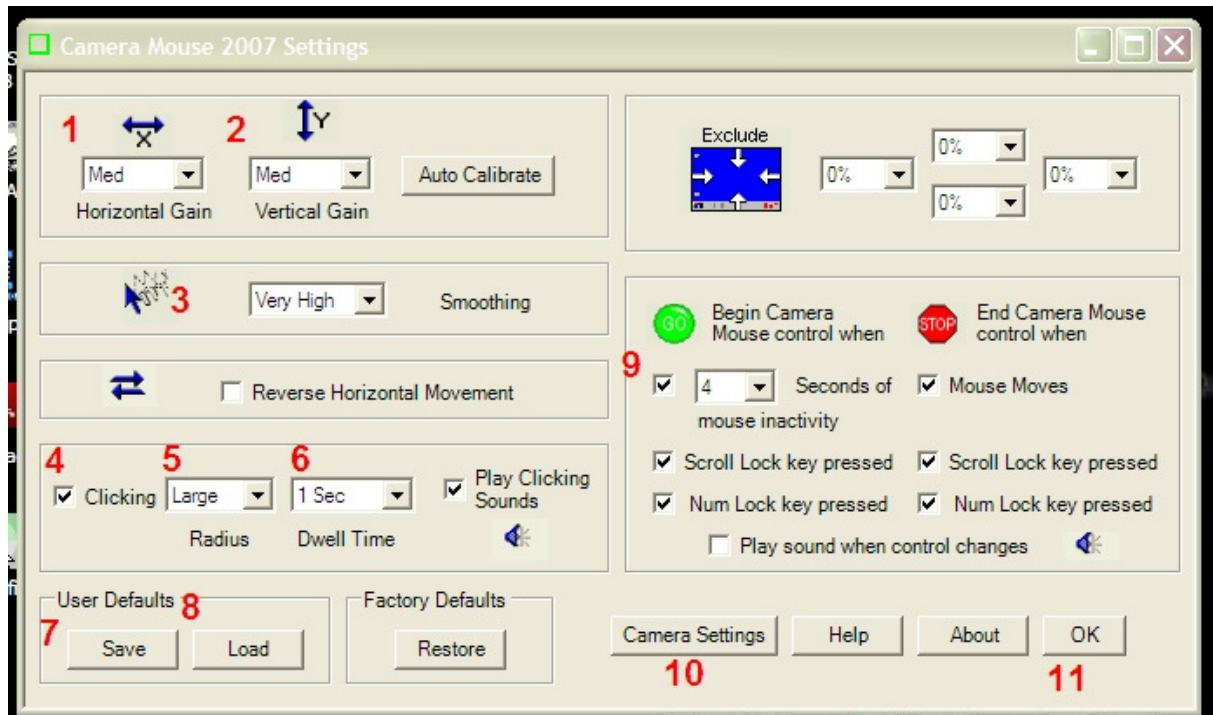 Camera Mouse 2007 Settings
1 X 2 Y
Med Med Auto Calibrate
Horizontal Gain Vertical Gain
Exclude
0% 0% 0%
0%
3 Very High Smoothing
Reverse Horizontal Movement
4 5 6
Clicking Large 1 Sec Play Clicking
Sounds
Radius Dwell Time
GO Begin Camera
Mouse control when
STOP End Camera Mouse
control when
9
4 Seconds of
mouse inactivity
Mouse Moves
Scroll Lock key pressed Scroll Lock key pressed
Num Lock key pressed Num Lock key pressed
Play sound when control changes
User Defaults 8
7 Save Load
Factory Defaults
Restore
Camera Settings Help About OK
10 11